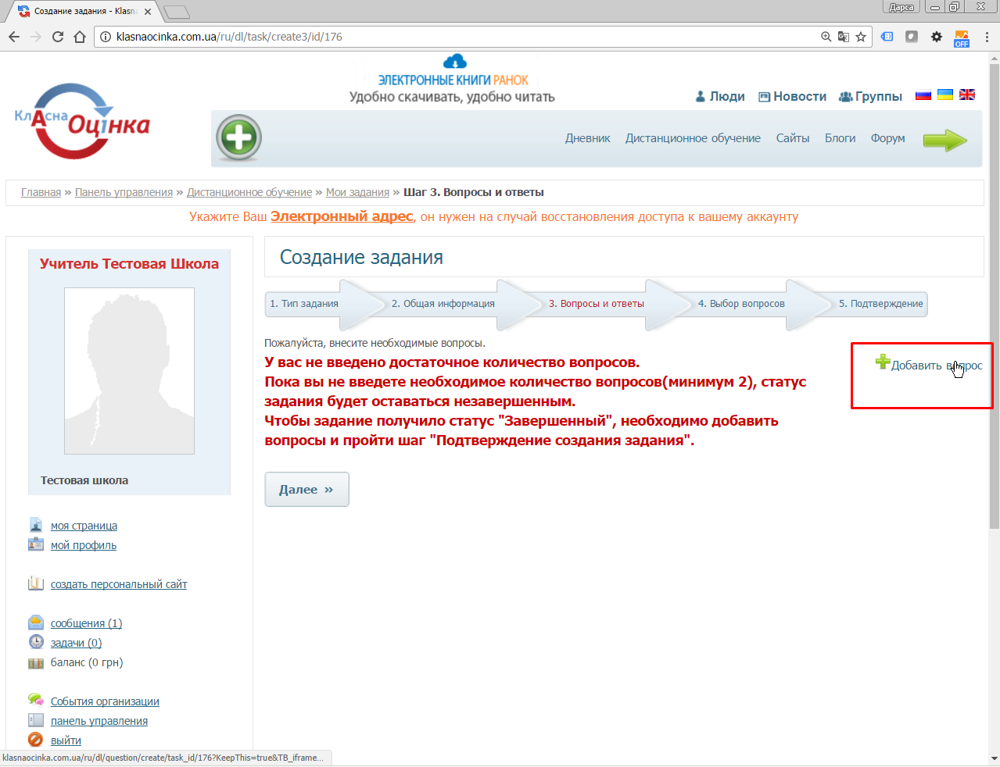 Создание задания - Klasn
Дарса
klasnaocinka.com.ua/ru/dl/task/create3/id/176
OFF
ЭЛЕКТРОННЫЕ КНИГИ РАНОК
Удобно скачивать, удобно читать
КлАсна Оцінка
Люди Новости Группы
Дневник Дистанционное обучение Сайты Блоги Форум
Главная » Панель управления » Дистанционное обучение » Мои задания » Шаг 3. Вопросы и ответы
Укажите Ваш Электронный адрес, он нужен на случай восстановления доступа к вашему аккаунту
Учитель Тестовая Школа
Тестовая школа
моя страница
мой профиль
создать персональный сайт
сообщения (1)
задачи (0)
баланс (0 грн)
События организации
панель управления
выйти
Создание задания
1. Тип задания 2. Общая информация 3. Вопросы и ответы 4. Выбор вопросов 5. Подтверждение
Пожалуйста, внесите необходимые вопросы.
Добавить вопрос
У вас не введено достаточное количество вопросов.
Пока вы не введете необходимое количество вопросов(минимум 2), статус
задания будет оставаться незавершенным.
Чтобы задание получило статус "Завершенный", необходимо добавить
вопросы и пройти шаг "Подтверждение создания задания".
Далее »
klasnaocinka.com.ua/ru/dl/question/create/task_id/176?KeepThis=true&TB_iframe...